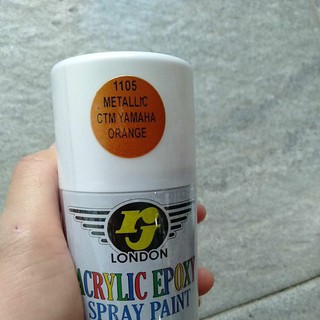 1105
METALLIC
CTM YAMAHA
ORANGE
rj
LONDON
ACRYLIC EPOXY
SPRAY PAINT